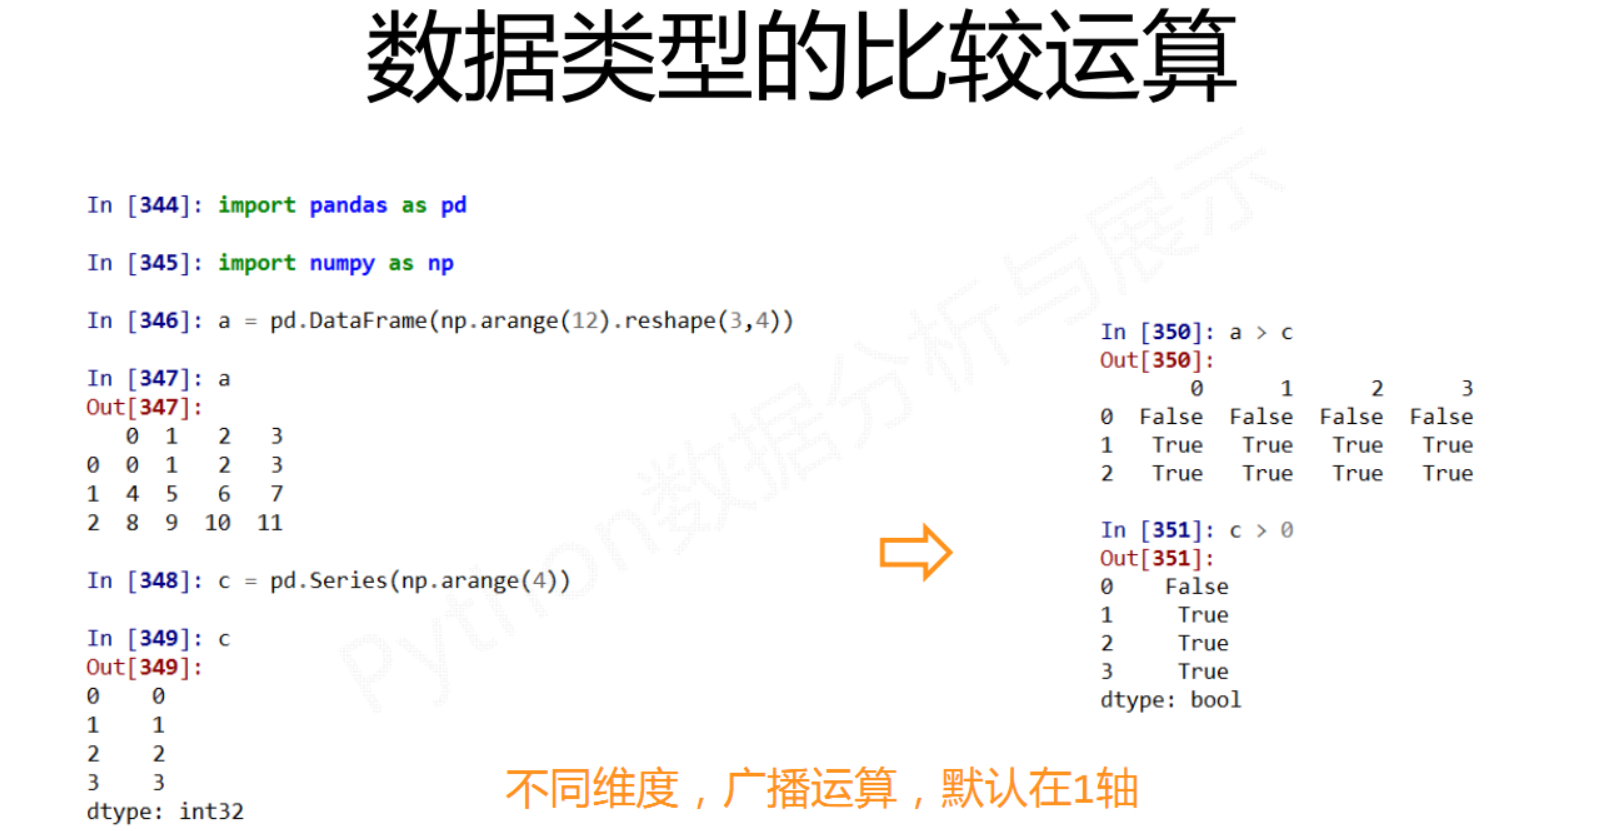 数据类型的比较运算
In [344]: import pandas as pd
In [345]: import numpy as np
In [346]: a = pd.DataFrame(np.arange(12).reshape(3,4))
In [347]: a
Out[347]:
   0  1   2   3
0  0  1   2   3
1  4  5   6   7
2  8  9  10  11
In [348]: c = pd.Series(np.arange(4))
In [349]: c
Out[349]:
0    0
1    1
2    2
3    3
dtype: int32
In [350]: a > c
Out[350]:
       0      1      2      3
0  False  False  False  False
1   True   True   True   True
2   True   True   True   True
In [351]: c > 0
Out[351]:
0    False
1     True
2     True
3     True
dtype: bool
不同维度，广播运算，默认在1轴
Python数据分析与展示